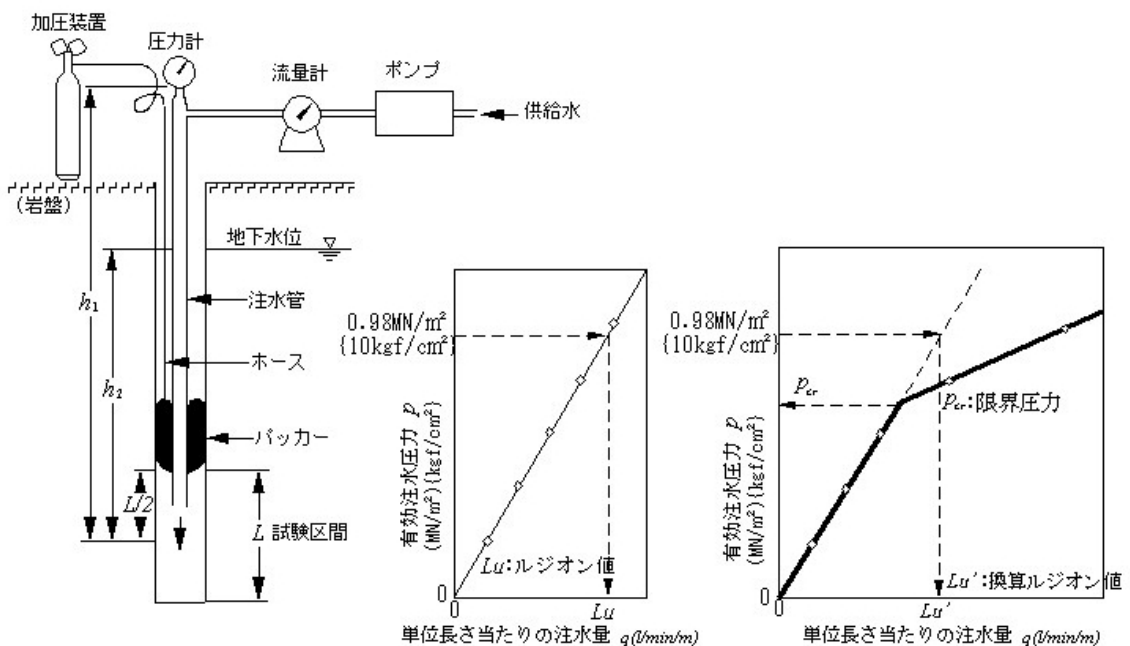 加圧装置
圧力計
流量計
ポンプ
供給水
(岩盤)
地下水位
h₁
注水管
ホース
h₂
パッカー
L/2
L 試験区間
0.98MN/m²
{10kgf/cm²}
有効注水圧力 p
(MN/m²){kgf/cm²}
Lu:ルジオン値
0
0
Lu
単位長さ当たりの注水量 q(l/min/m)
0.98MN/m²
{10kgf/cm²}
pcr
pcr:限界圧力
有効注水圧力 p
(MN/m²){kgf/cm²}
Lu':換算ルジオン値
0
0
Lu'
単位長さ当たりの注水量 q(l/min/m)